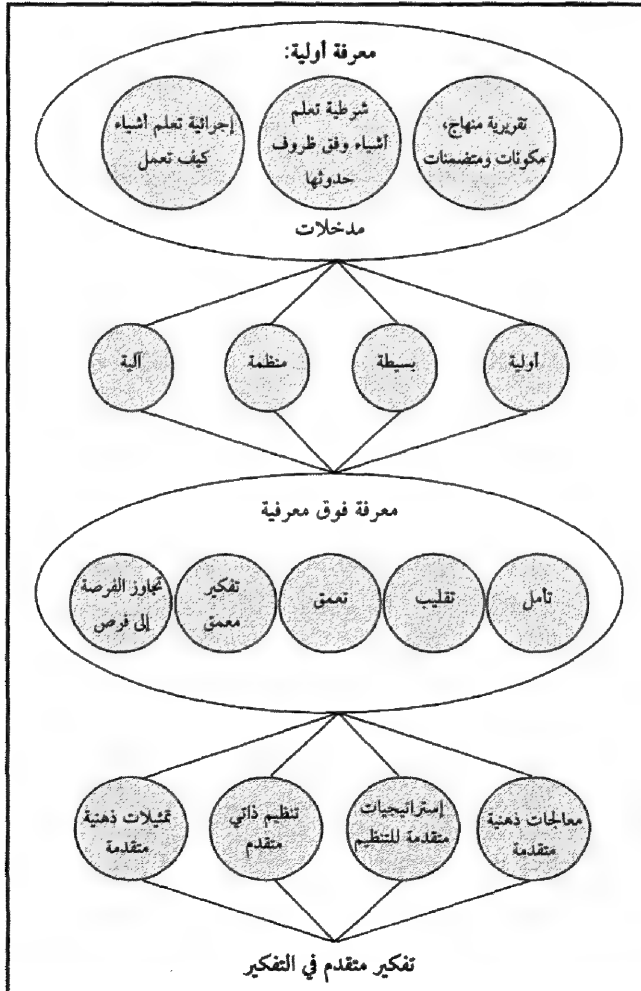 معرفة أولية:
تقريرية منهاج،
مكونات ومتضمنات
شرطية تعلم
أشياء وفق ظروف
حدوثها
إجرائية تعلم أشياء
كيف تعمل
مدخلات
أولية
بسيطة
منظمة
آلية
معرفة فوق معرفية
تأمل
تقليب
تعمق
تفكير
معمق
تجاوز الفرصة
إلى فرص
معالجات ذهنية
متقدمة
إستراتيجيات
متقدمة للتنظيم
تنظيم ذاتي
متقدم
تمثيلات ذهنية
متقدمة
تفكير متقدم في التفكير